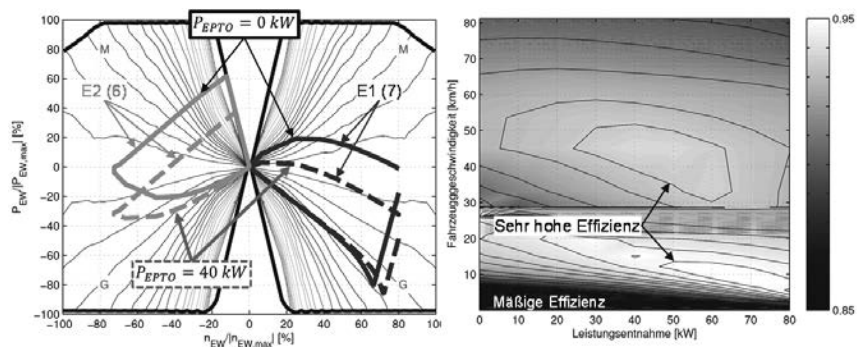 P_EPTO = 0 kW
100
80
60
40
20
0
-20
-40
-60
-80
-100
P_EW/|P_EW,max| [%]
M
M
E2 (6)
E1 (7)
P_EPTO = 40 kW
G
G
-100 -80 -60 -40 -20 0 20 40 60 80 100
n_EW/|n_EW,max| [%]
80
70
60
50
40
30
20
10
Fahrzeugggeschwindigkeit [km/h]
Sehr hohe Effizienz
Mäßige Effizienz
0 10 20 30 40 50 60 70 80
Leistungsentnahme [kW]
0.95
0.85